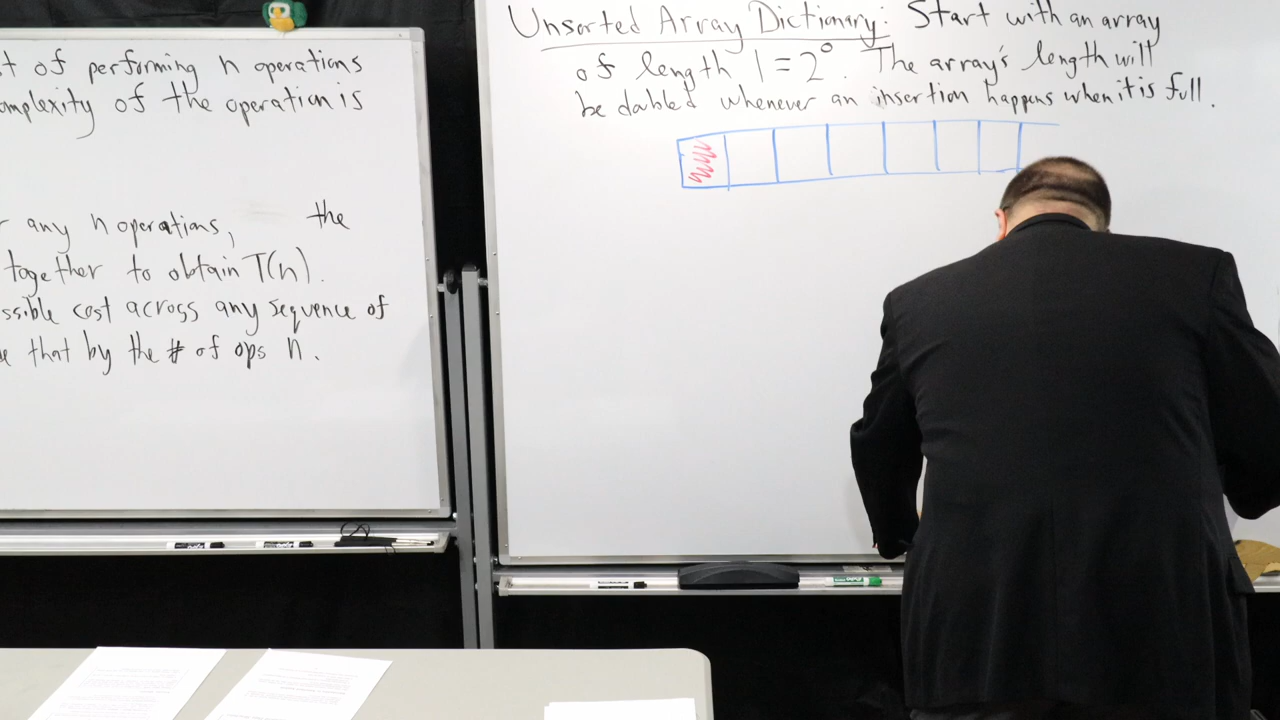 t of performing n operations
omplexity of the operation is
any n operations, the
together to obtain T(n).
ssible cost across any sequence of
that by the # of ops n.
Unsorted Array Dictionary: Start with an array
of length 1 = 2⁰. The array's length will
be doubled whenever an insertion happens when it is full.